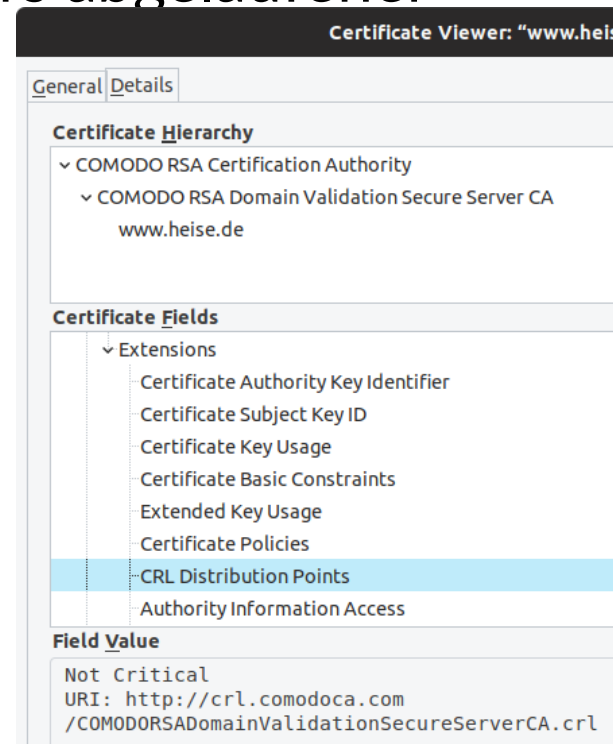 abgelaufener
Certificate Viewer: “www.heis
General Details
Certificate Hierarchy
COMODO RSA Certification Authority
COMODO RSA Domain Validation Secure Server CA
www.heise.de
Certificate Fields
Extensions
Certificate Authority Key Identifier
Certificate Subject Key ID
Certificate Key Usage
Certificate Basic Constraints
Extended Key Usage
Certificate Policies
CRL Distribution Points
Authority Information Access
Field Value
Not Critical
URI: http://crl.comodoca.com
/COMODORSADomainValidationSecureServerCA.crl